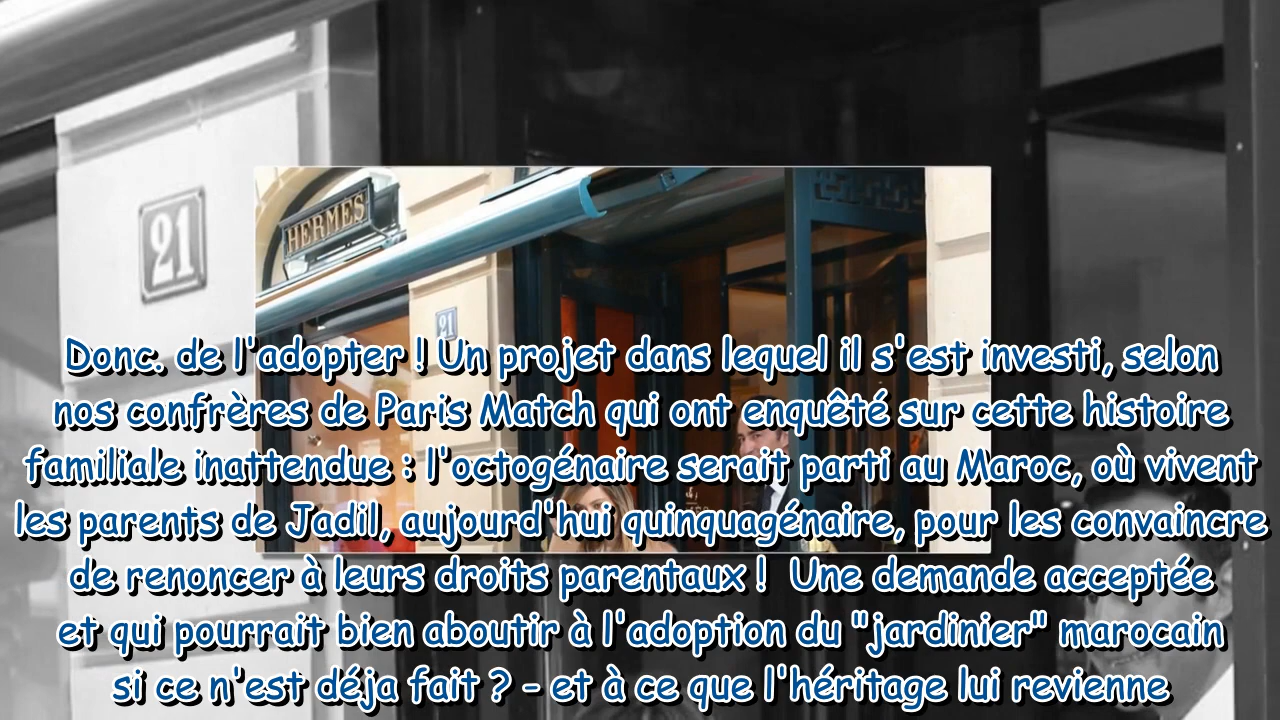 21
HERMES
21
Donc. de l'adopter ! Un projet dans lequel il s'est investi, selon
nos confrères de Paris Match qui ont enquêté sur cette histoire
familiale inattendue : l'octogénaire serait parti au Maroc, où vivent
les parents de Jadil, aujourd'hui quinquagénaire, pour les convaincre
de renoncer à leurs droits parentaux ! Une demande acceptée
et qui pourrait bien aboutir à l'adoption du "jardinier" marocain
si ce n'est déja fait ? - et à ce que l'héritage lui revienne